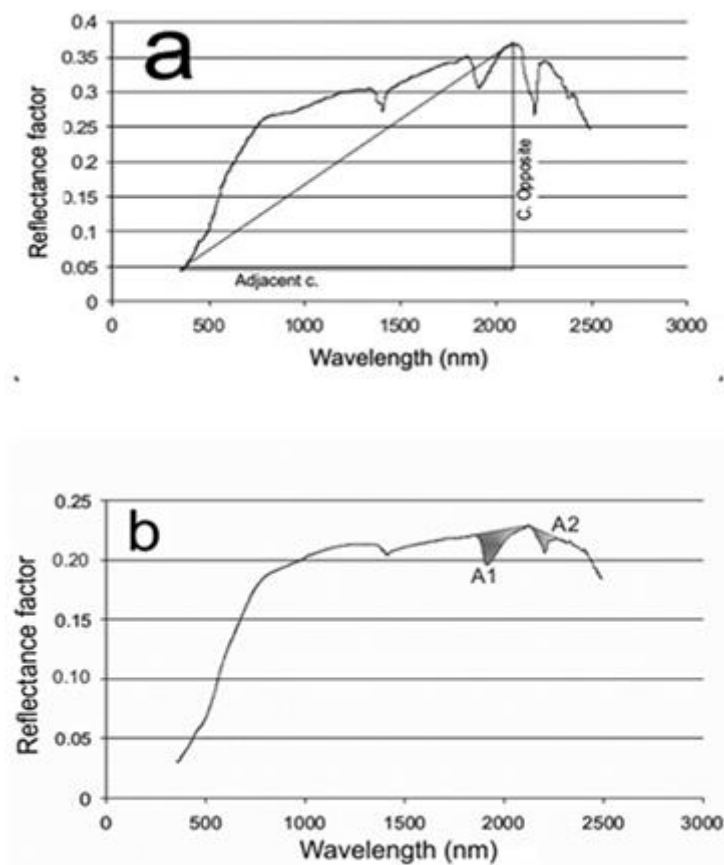 a
0.4
0.35
0.3
0.25
0.2
0.15
0.1
0.05
0
Reflectance factor
C. Opposite
Adjacent c.
0 500 1000 1500 2000 2500 3000
Wavelength (nm)
b
0.25
0.20
0.15
0.10
0.05
0
Reflectance factor
A1
A2
0 500 1000 1500 2000 2500 3000
Wavelength (nm)